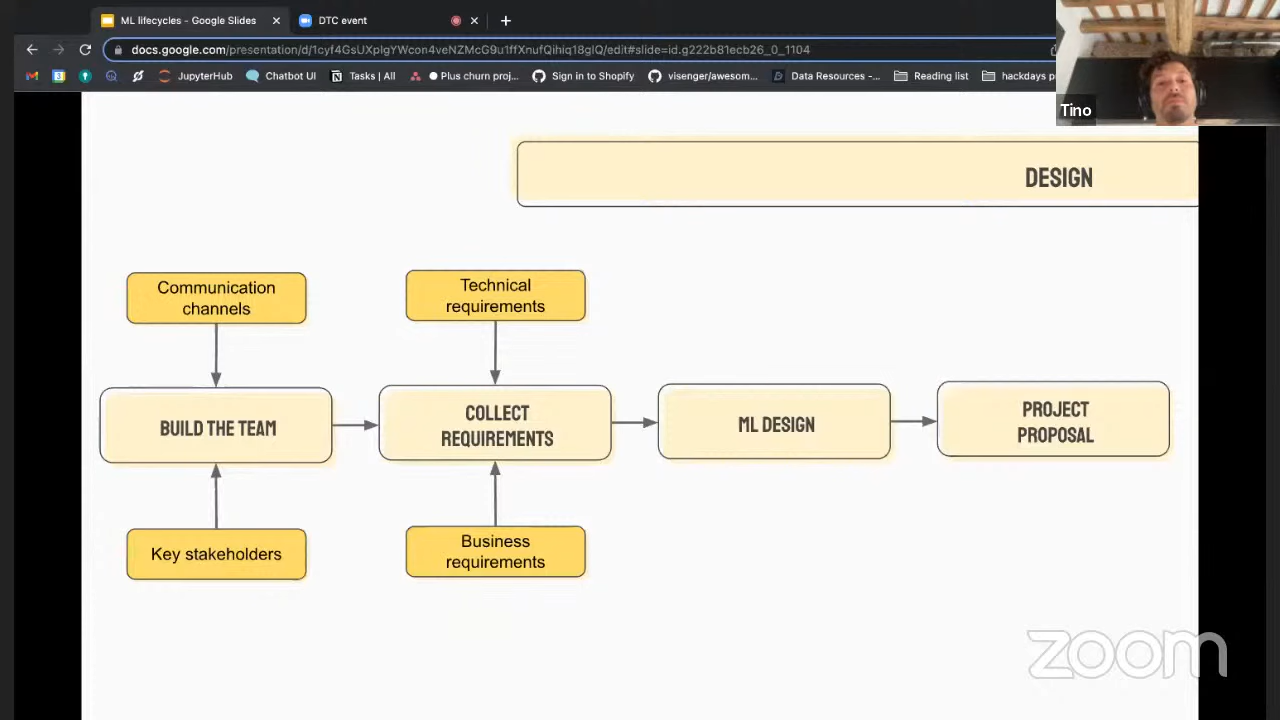 ML lifecycles - Google Slides
DTC event
docs.google.com/presentation/d/1cyf4GsUXplgYWcon4veNZMcG9u1ffXnufQihiq18glQ/edit#slide=id.g222b81ecb26_0_1104
JupyterHub
Chatbot UI
Tasks | All
Plus churn proj...
Sign in to Shopify
visenger/awesom...
Data Resources -...
Reading list
hackdays p
Tino
DESIGN
Communication
channels
Technical
requirements
BUILD THE TEAM
COLLECT
REQUIREMENTS
ML DESIGN
PROJECT
PROPOSAL
Key stakeholders
Business
requirements
zoom